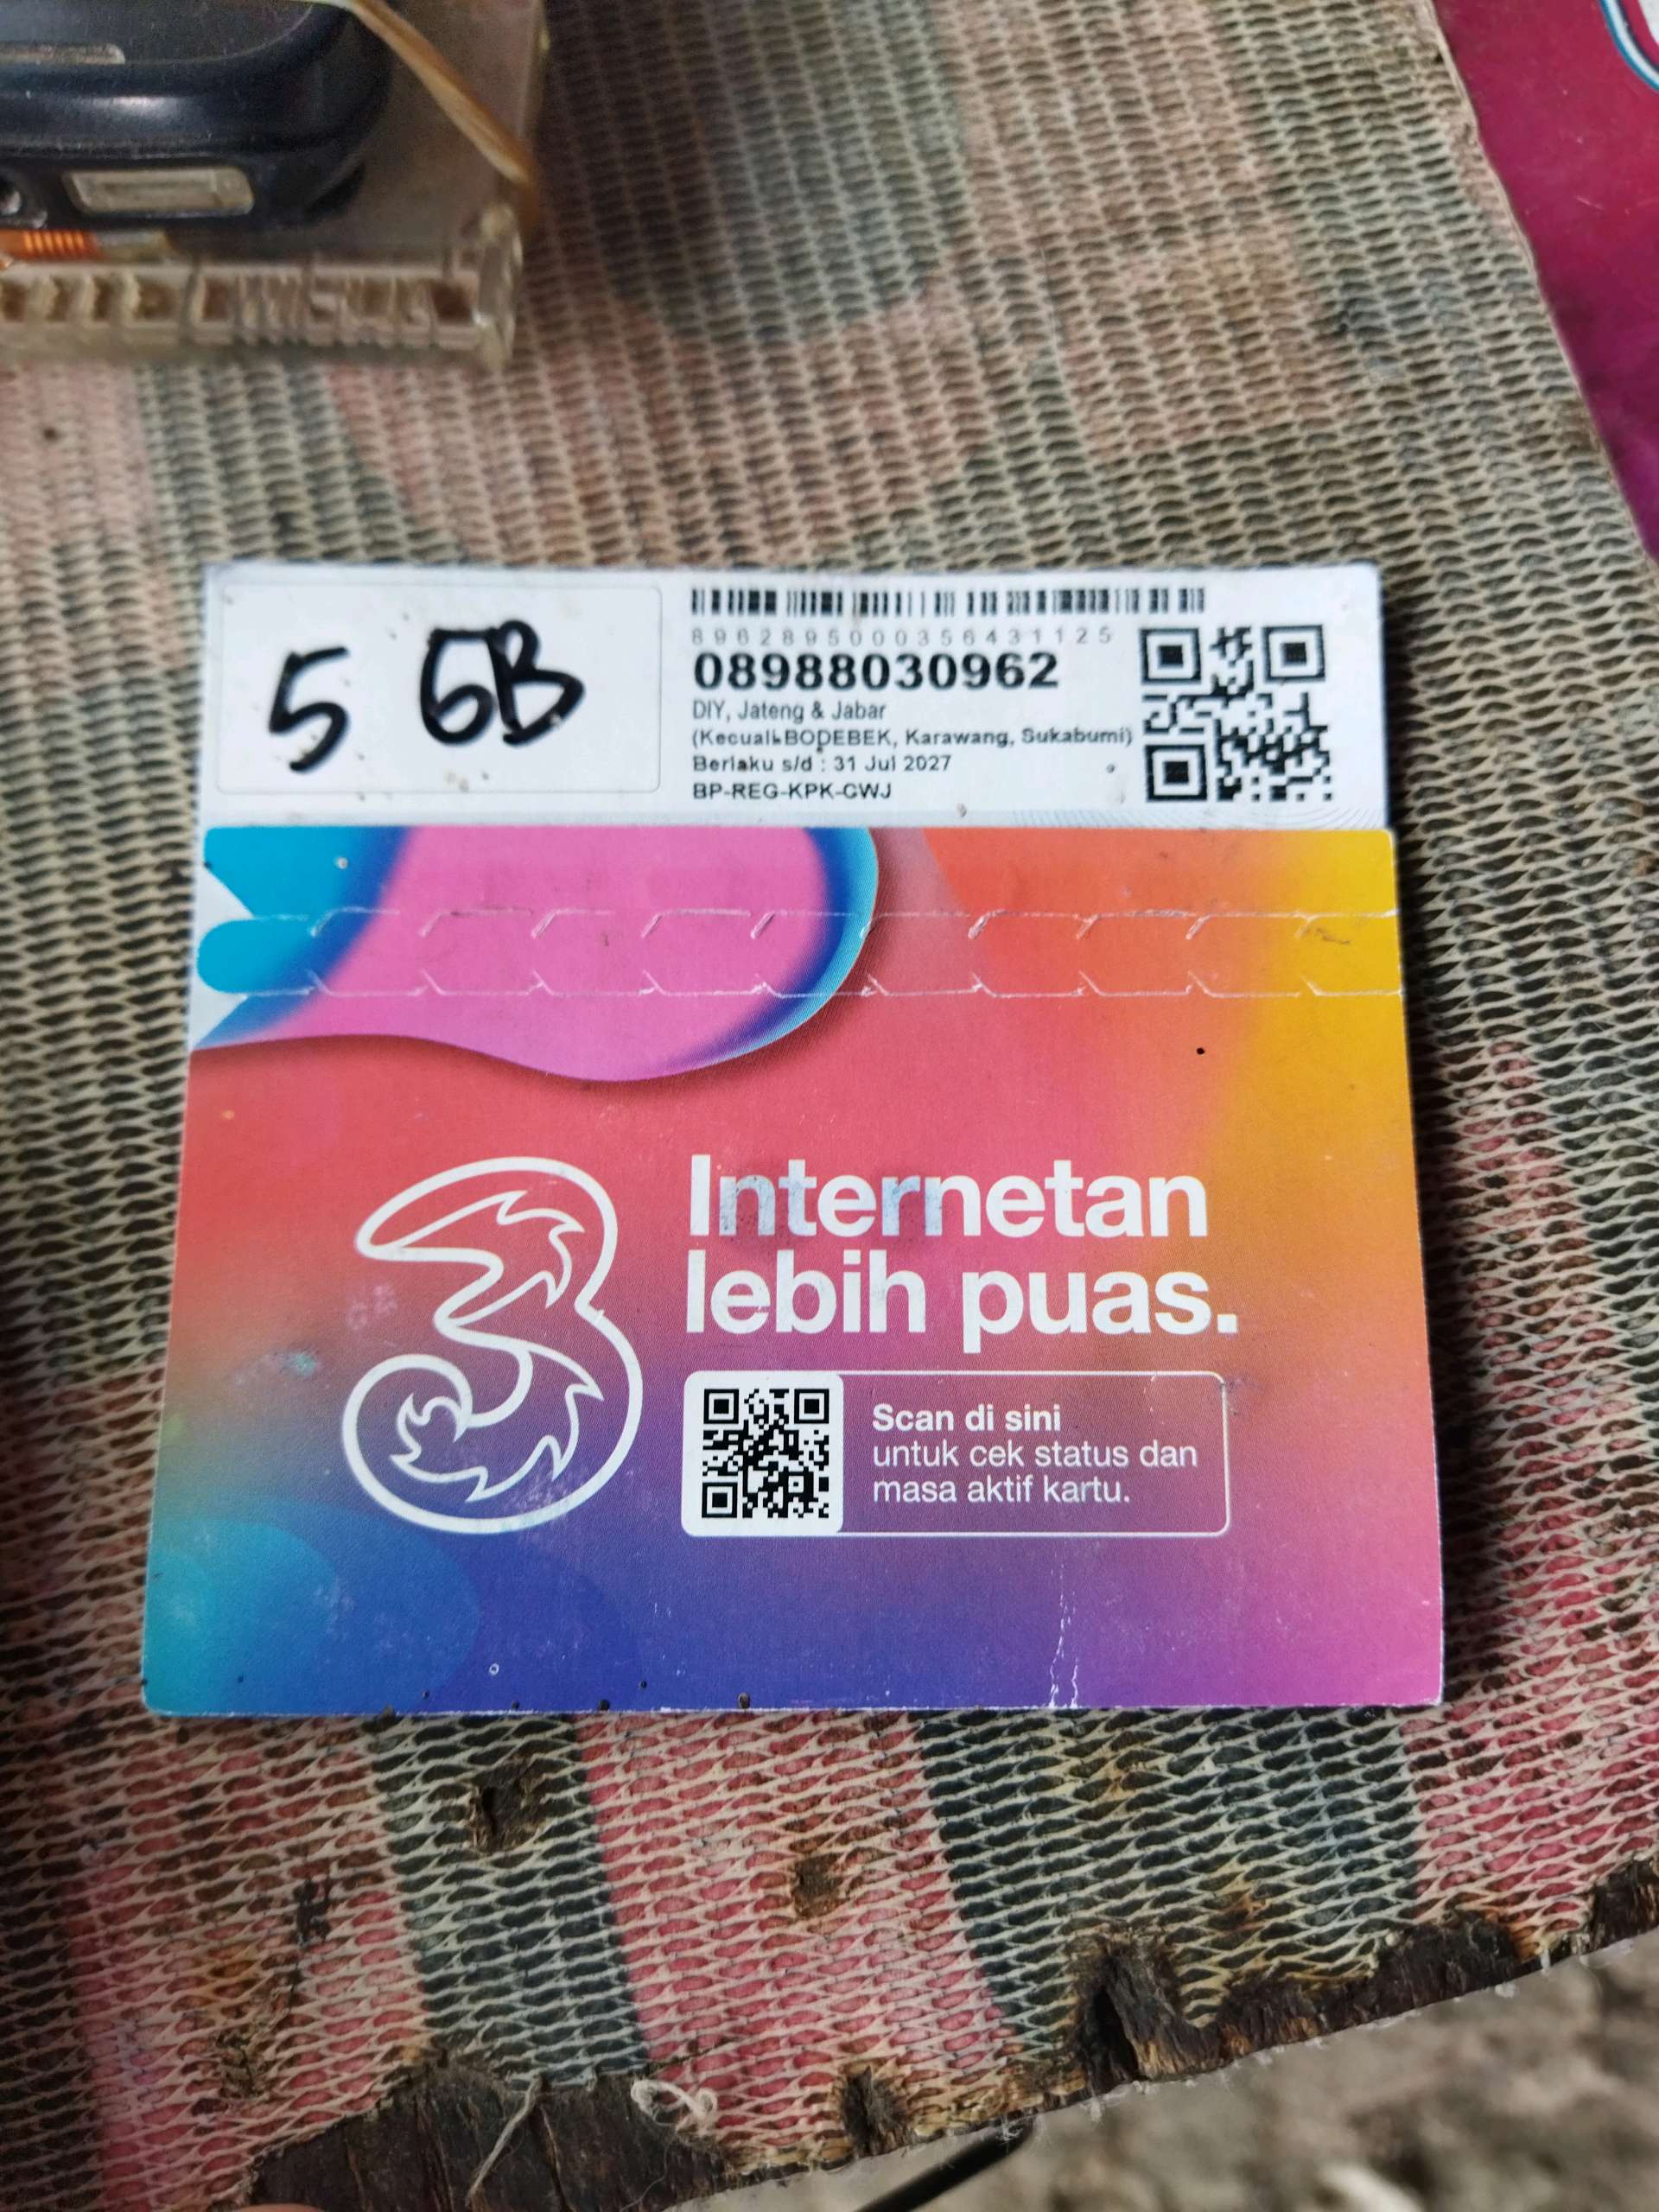 5 GB
8962895000356431125
08988030962
DIY, Jateng & Jabar
(Kecuali BODEBEK, Karawang, Sukabumi)
Berlaku s/d : 31 Jul 2027
BP-REG-KPK-CWJ
3
Internetan
lebih puas.
Scan di sini
untuk cek status dan
masa aktif kartu.